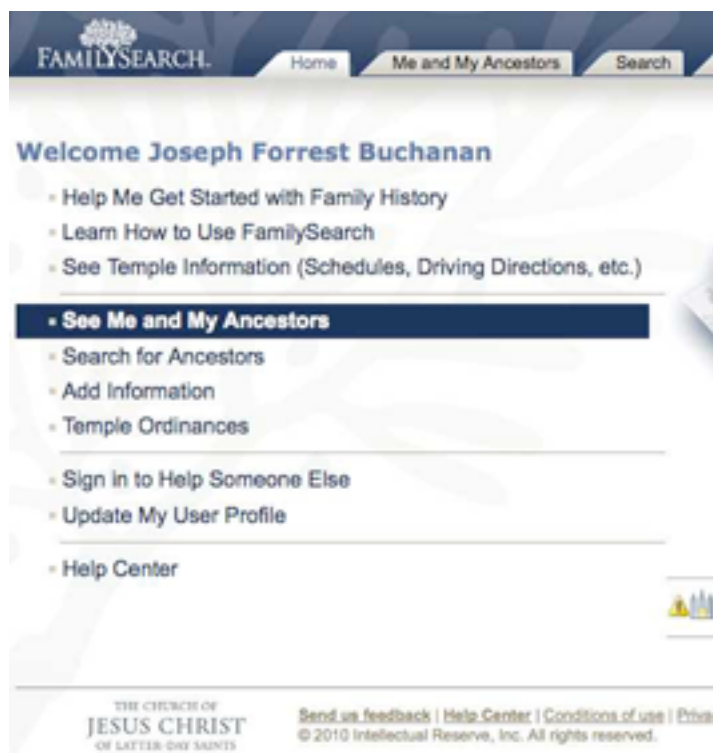 FAMILYSEARCH.
Home Me and My Ancestors Search
Welcome Joseph Forrest Buchanan
Help Me Get Started with Family History
Learn How to Use FamilySearch
See Temple Information (Schedules, Driving Directions, etc.)
See Me and My Ancestors
Search for Ancestors
Add Information
Temple Ordinances
Sign in to Help Someone Else
Update My User Profile
Help Center
THE CHURCH OF
JESUS CHRIST
OF LATTER-DAY SAINTS
Send us feedback | Help Center | Conditions of use | Priva
© 2010 Intellectual Reserve, Inc. All rights reserved.